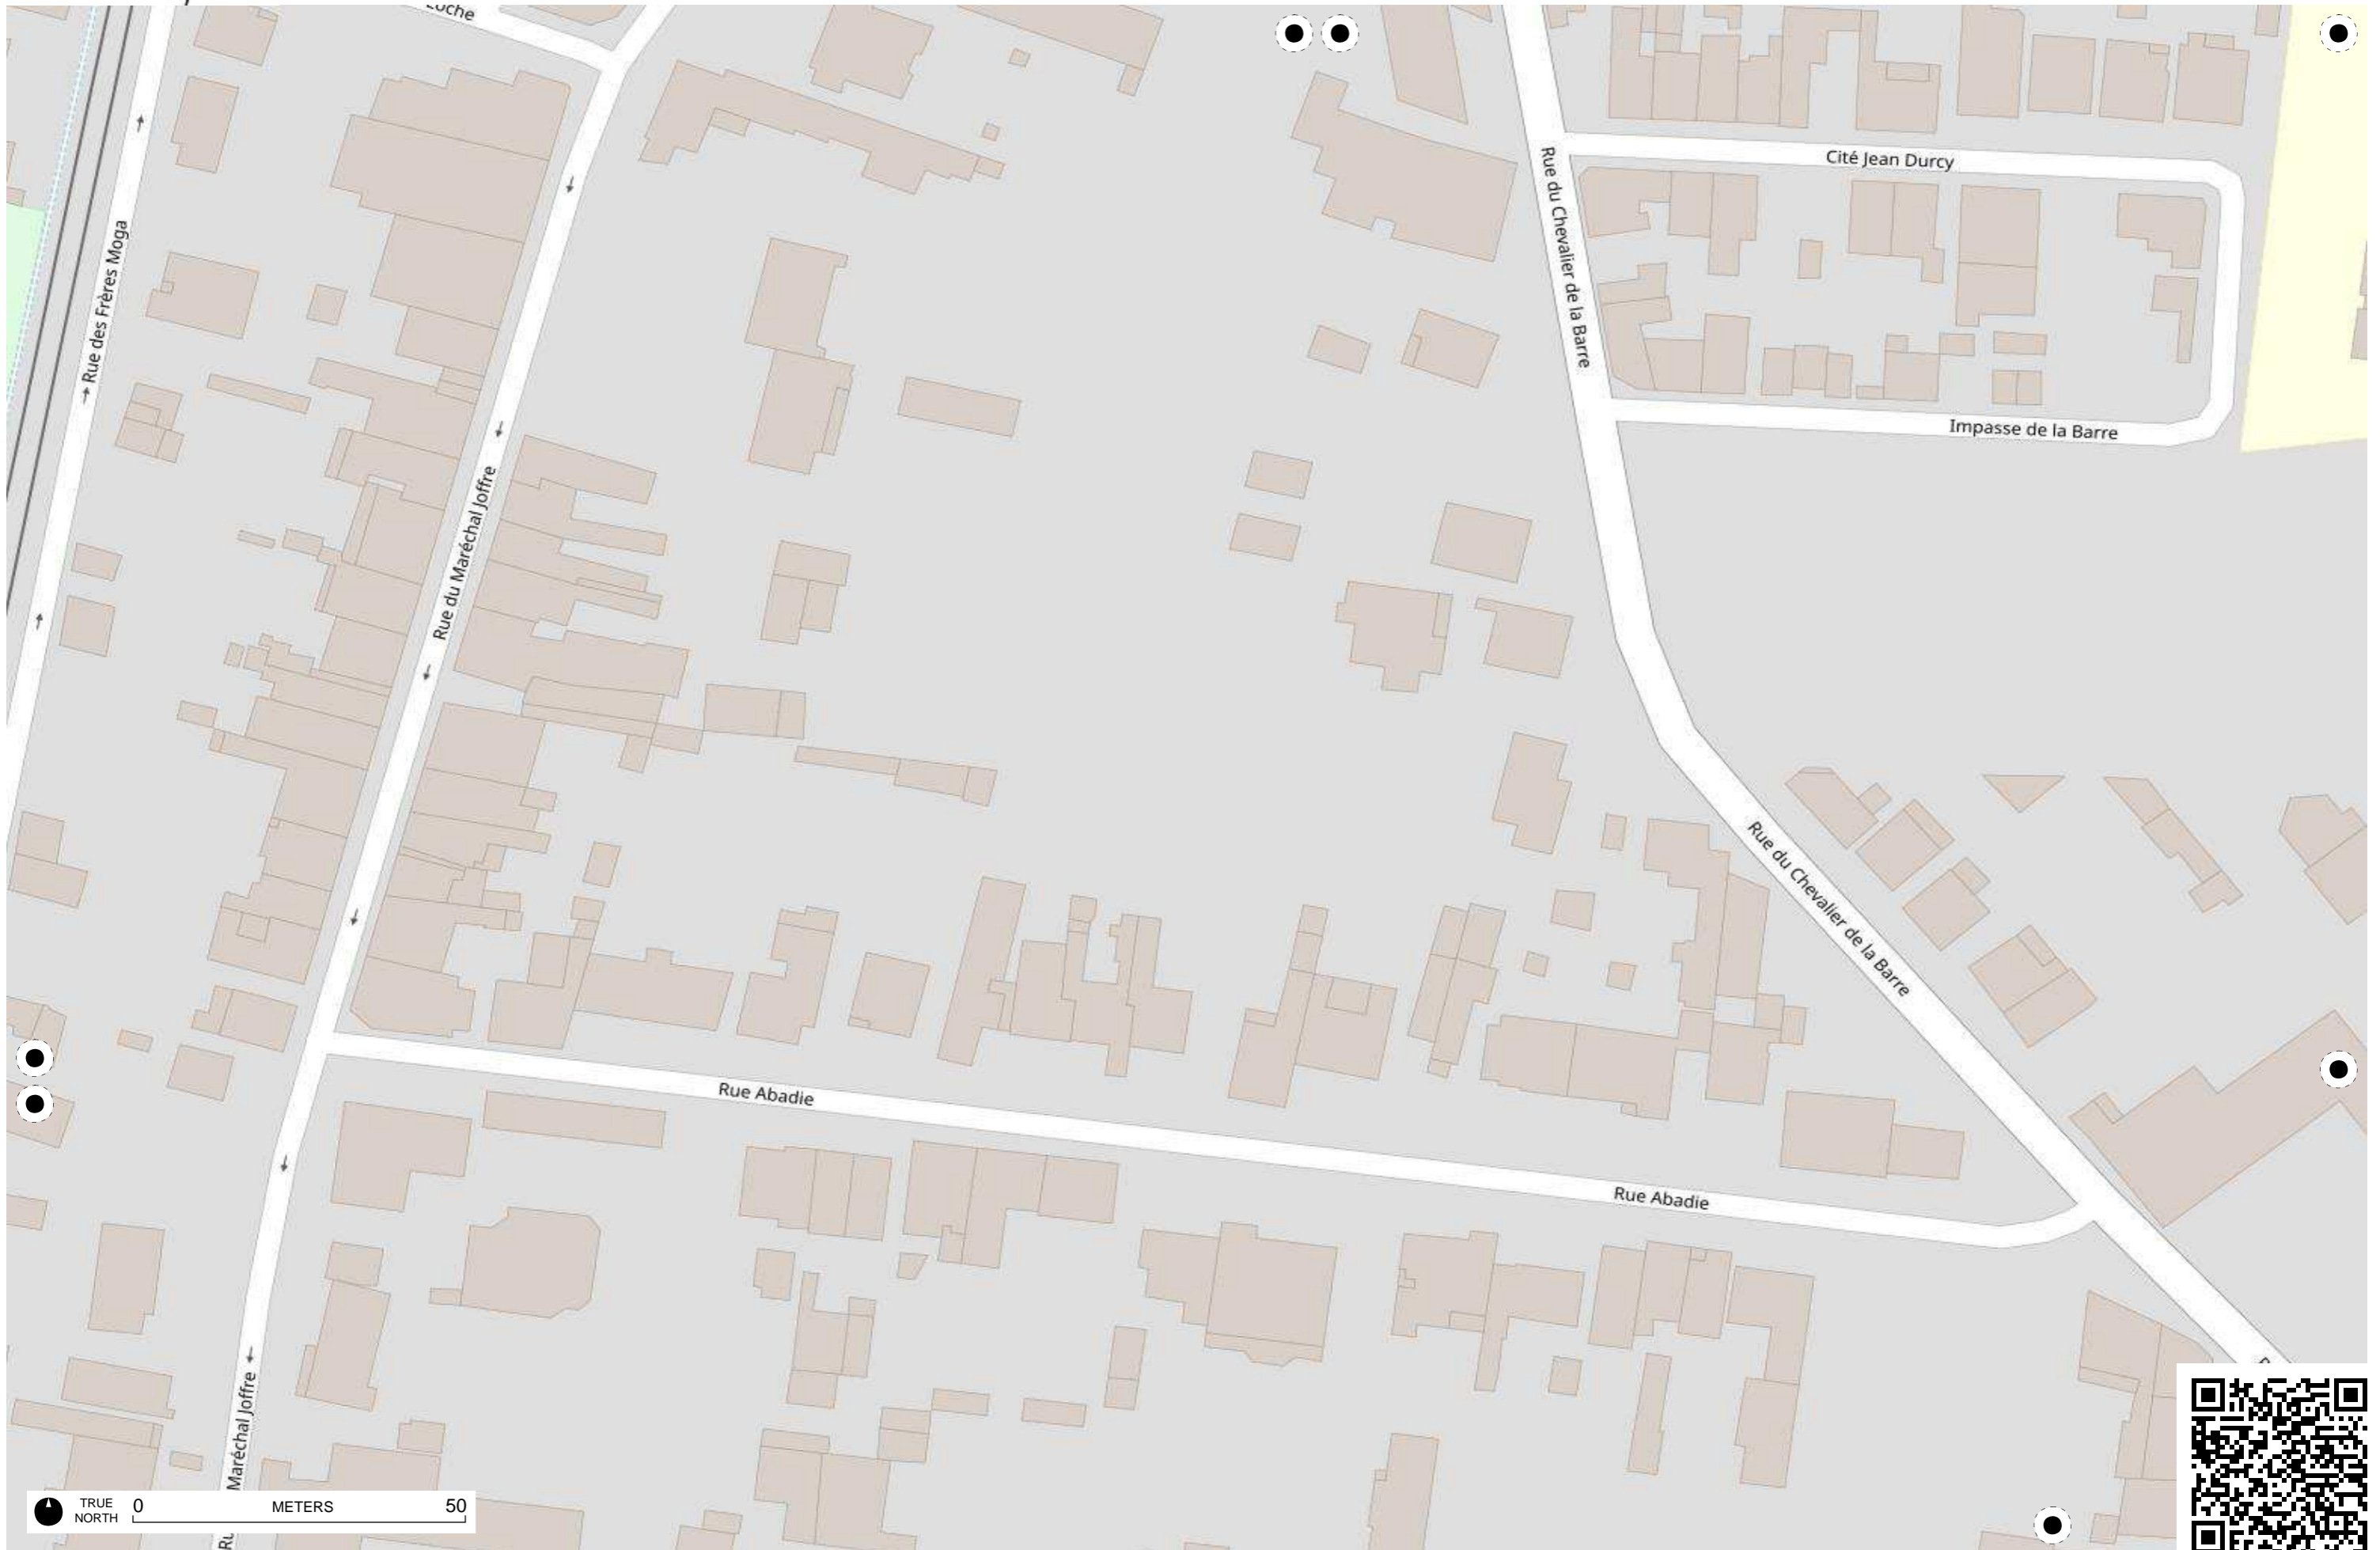 Cité Jean Durcy
Rue du Chevalier de la Barre
Rue des Frères Moga
Impasse de la Barre
Rue du Maréchal Joffre
Rue du Chevalier de la Barre
Rue Abadie
Rue Abadie
Maréchal Joffre
TRUE
NORTH
0 METERS 50